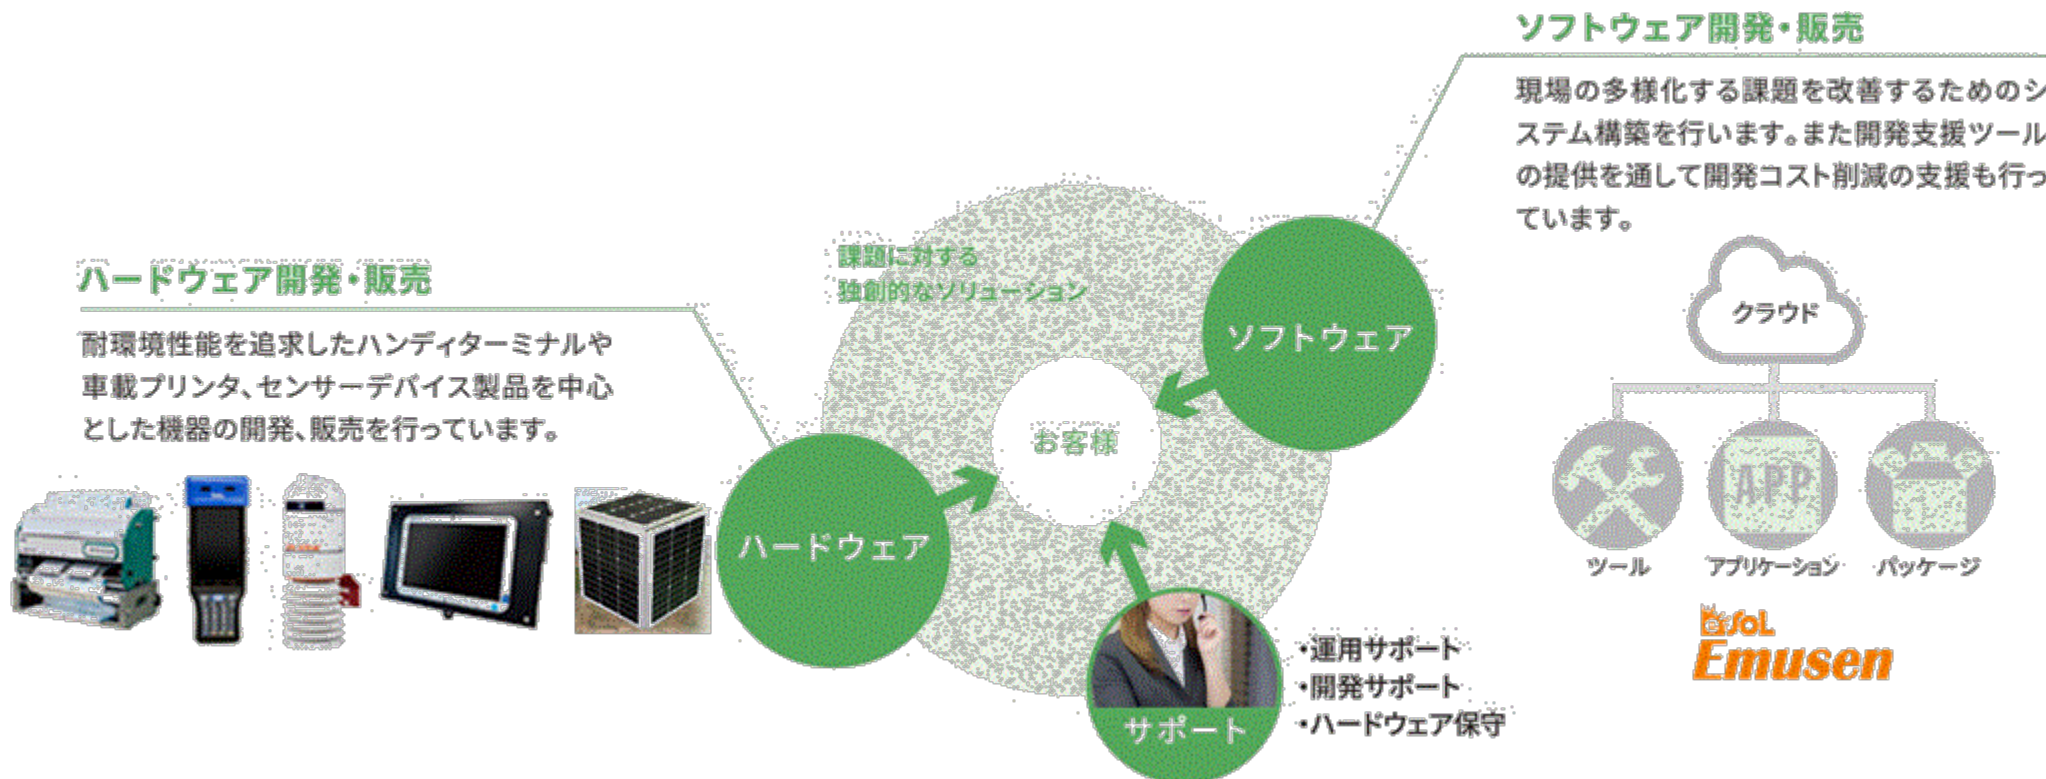 ソフトウェア開発・販売
現場の多様化する課題を改善するためのシ
ステム構築を行います。また開発支援ツール
の提供を通して開発コスト削減の支援も行っ
ています。
クラウド
APP
ツール
アプリケーション
パッケージ
eSOL
Emusen
課題に対する
独創的なソリューション
ソフトウェア
お客様
ハードウェア
サポート
・運用サポート
・開発サポート
・ハードウェア保守
ハードウェア開発・販売
耐環境性能を追求したハンディターミナルや
車載プリンタ、センサーデバイス製品を中心
とした機器の開発、販売を行っています。